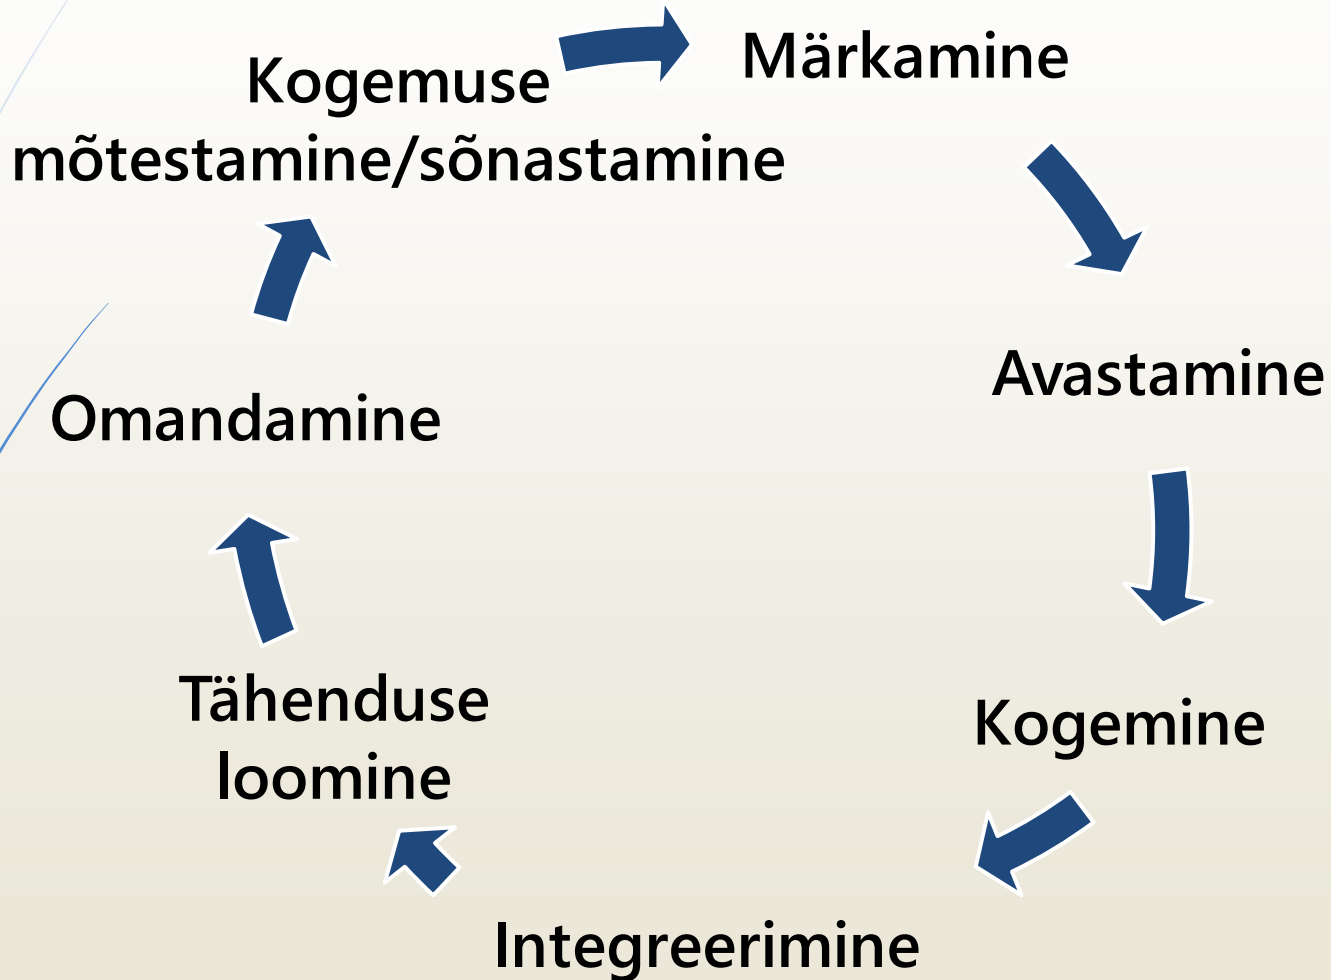 Kogemuse
mõtestamine/sõnastamine
Märkamine
Avastamine
Kogemine
Integreerimine
Tähenduse
loomine
Omandamine